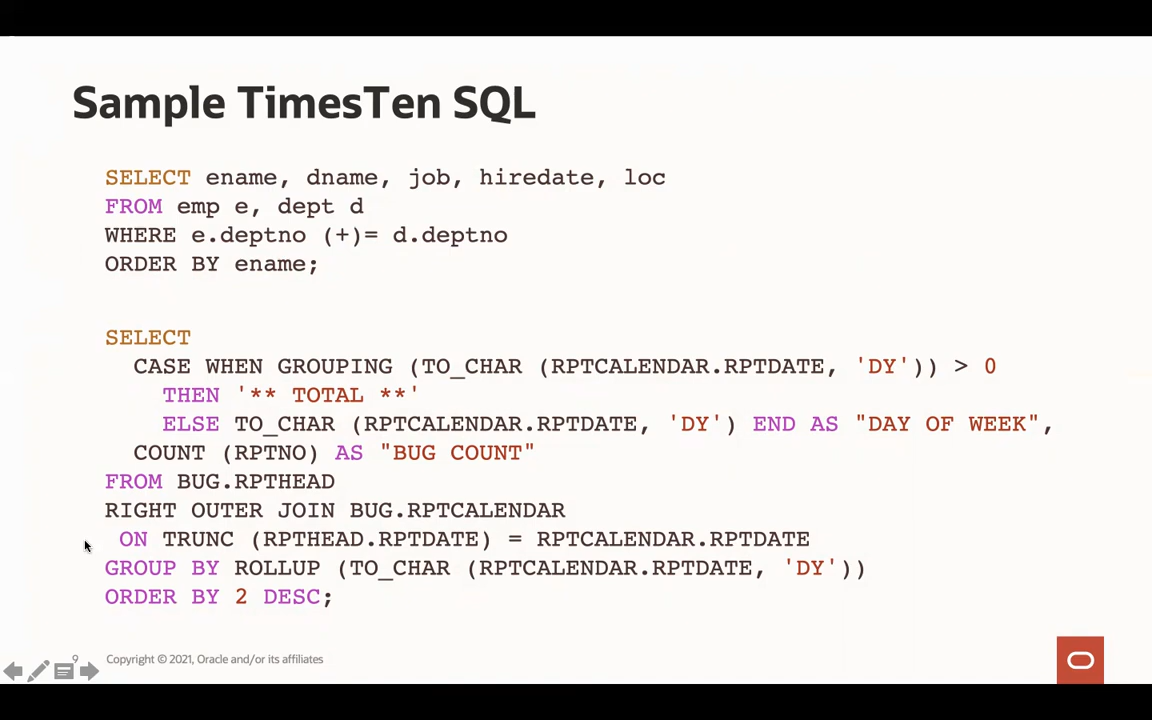 Sample TimesTen SQL
SELECT ename, dname, job, hiredate, loc
FROM emp e, dept d
WHERE e.deptno (+)= d.deptno
ORDER BY ename;
SELECT
CASE WHEN GROUPING (TO_CHAR (RPTCALENDAR.RPTDATE, 'DY')) > 0
THEN '** TOTAL **'
ELSE TO_CHAR (RPTCALENDAR.RPTDATE, 'DY') END AS "DAY OF WEEK",
COUNT (RPTNO) AS "BUG COUNT"
FROM BUG.RPTHEAD
RIGHT OUTER JOIN BUG.RPTCALENDAR
ON TRUNC (RPTHEAD.RPTDATE) = RPTCALENDAR.RPTDATE
GROUP BY ROLLUP (TO_CHAR (RPTCALENDAR.RPTDATE, 'DY'))
ORDER BY 2 DESC;
9 Copyright © 2021, Oracle and/or its affiliates